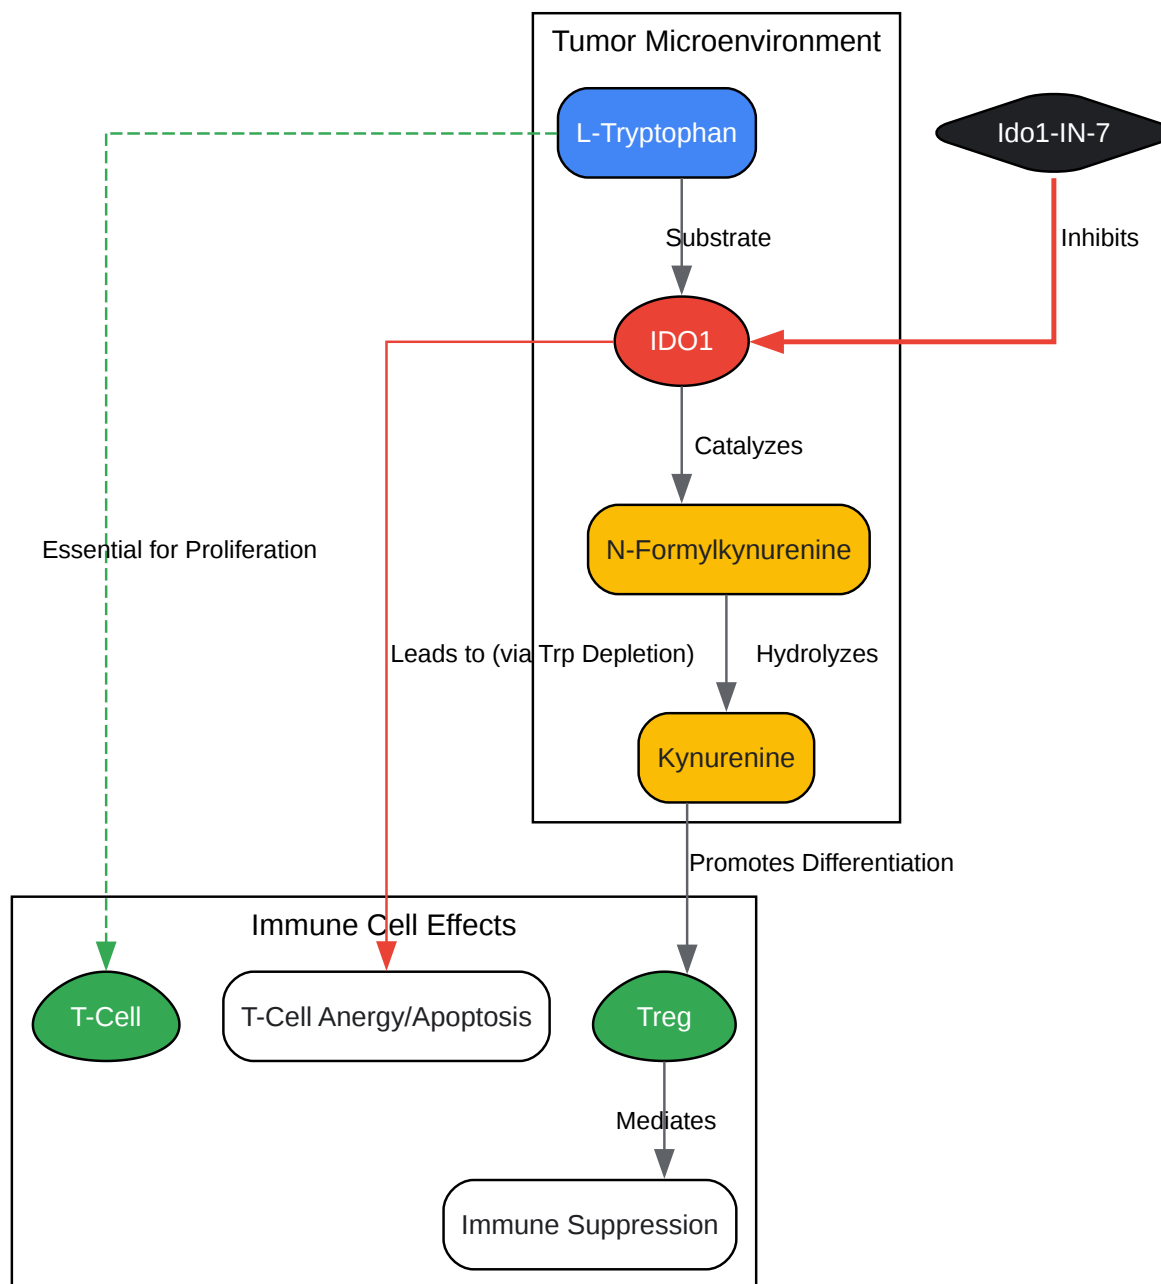 Tumor Microenvironment
L-Tryptophan
Ido1-IN-7
Substrate
Inhibits
IDO1
Catalyzes
Essential for Proliferation
N-Formylkynurenine
Leads to (via Trp Depletion)
Hydrolyzes
Kynurenine
Promotes Differentiation
Immune Cell Effects
T-Cell
T-Cell Anergy/Apoptosis
Treg
Mediates
Immune Suppression